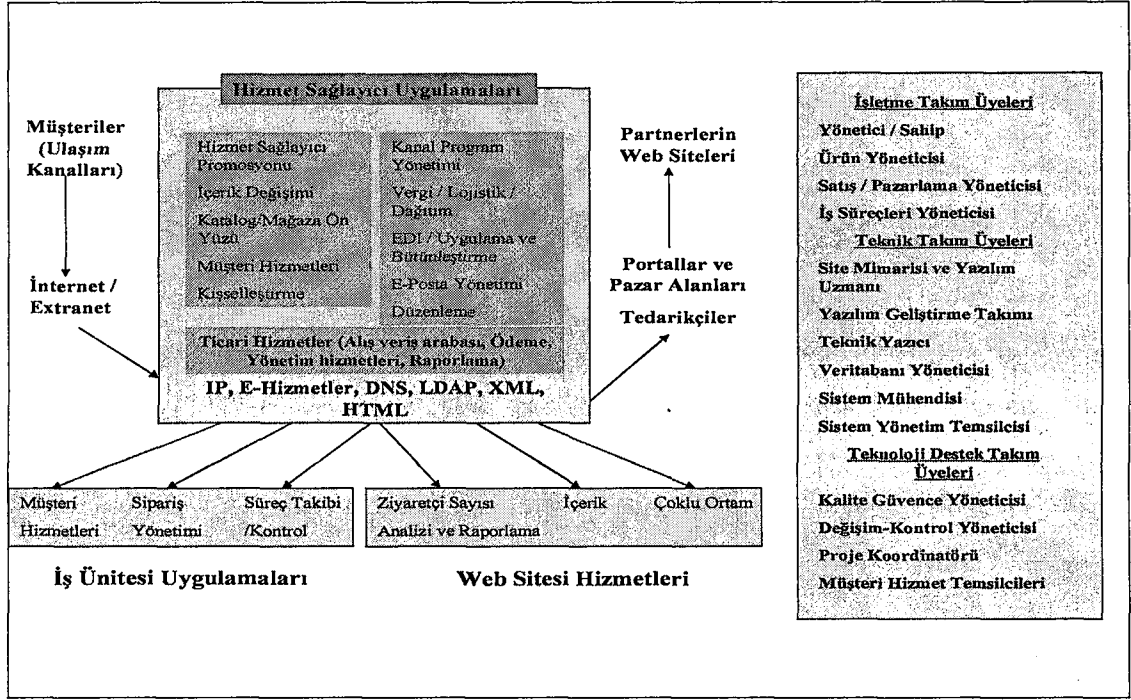 Hizmet Sağlayıcı Uygulamaları
Müşteriler
(Ulaşım
Kanalları)
İnternet /
Extranet
Hizmet Sağlayıcı
Promosyonu
İçerik Değişimi
Katalog/Mağaza Ön
Yüzü
Müşteri Hizmetleri
Kişselleştirme
Kanal Program
Yönetimi
Vergi / Lojistik /
Dağıtım
EDI / Uygulama ve
Bütünleştirme
E-Posta Yönetimi
Düzenleme
Ticari Hizmetler (Alış veriş arabası, Ödeme,
Yönetim hizmetleri, Raporlama)
IP, E-Hizmetler, DNS, LDAP, XML,
HTML
Partnerlerin
Web Siteleri
Portallar ve
Pazar Alanları
Tedarikçiler
Müşteri
Hizmetleri
Sipariş
Yönetimi
Süreç Takibi
/Kontrol
İş Ünitesi Uygulamaları
Ziyaretçi Sayısı
Analizi ve Raporlama
İçerik
Çoklu Ortam
Web Sitesi Hizmetleri
İşletme Takım Üyeleri
Yönetici / Sahip
Ürün Yöneticisi
Satış / Pazarlama Yöneticisi
İş Süreçleri Yöneticisi
Teknik Takım Üyeleri
Site Mimarisi ve Yazılım
Uzmanı
Yazılım Geliştirme Takımı
Teknik Yazıcı
Veritabanı Yöneticisi
Sistem Mühendisi
Sistem Yönetim Temsilcisi
Teknoloji Destek Takım
Üyeleri
Kalite Güvence Yöneticisi
Değişim-Kontrol Yöneticisi
Proje Koordinatörü
Müşteri Hizmet Temsilcileri